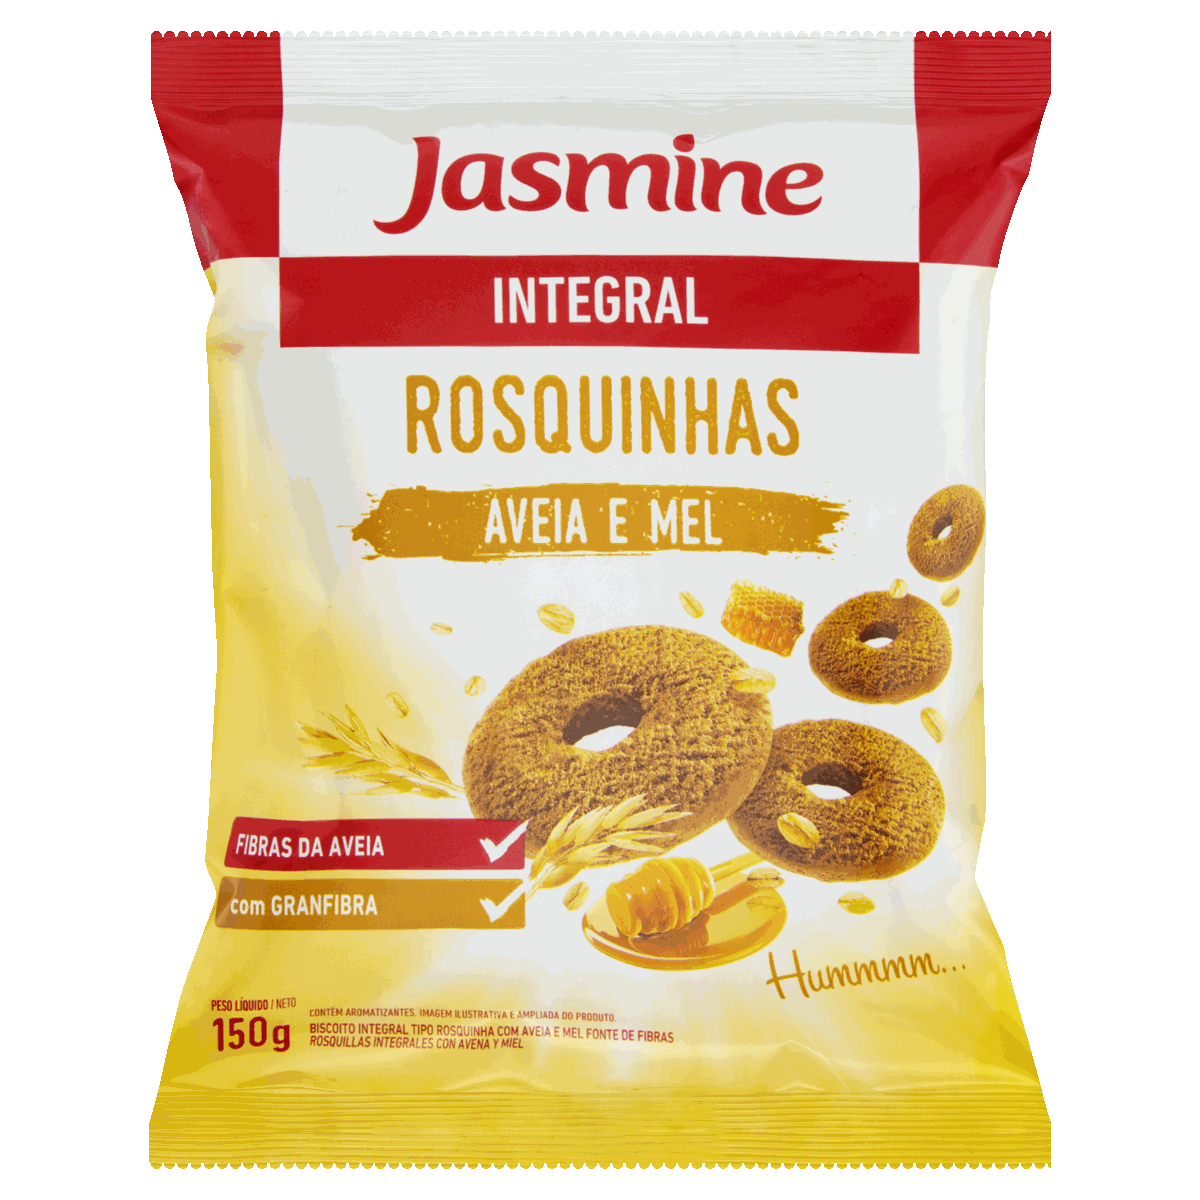 Jasmine
INTEGRAL
ROSQUINHAS
AVEIA E MEL
FIBRAS DA AVEIA
com GRANFIBRA
Hummmm...
PESO LÍQUIDO / NETO
150g
CONTÉM AROMATIZANTES. IMAGEM ILUSTRATIVA E AMPLIADA DO PRODUTO.
BISCOITO INTEGRAL TIPO ROSQUINHA COM AVEIA E MEL FONTE DE FIBRAS
ROSQUILLAS INTEGRALES CON AVENA Y MIEL